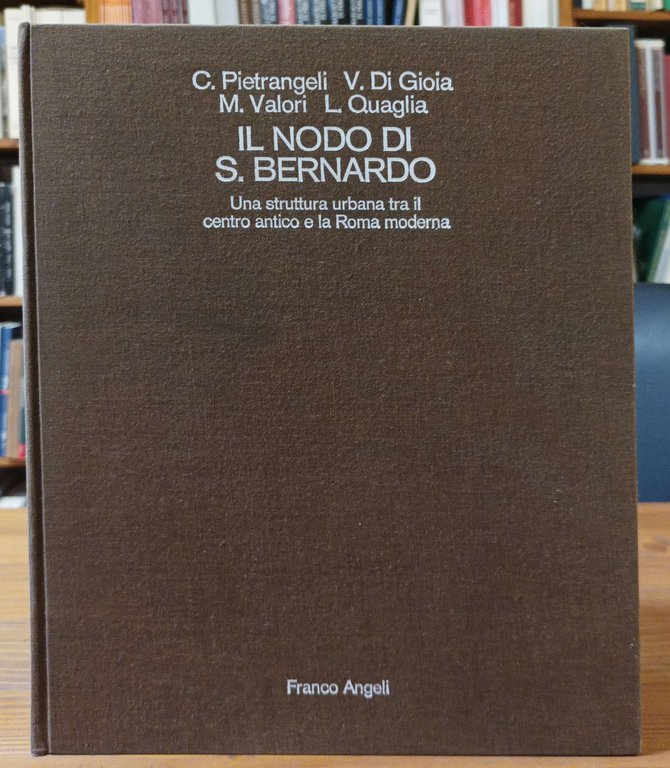 C. Pietrangeli V. Di Gioia
M. Valori L. Quaglia
IL NODO DI
S. BERNARDO
Una struttura urbana tra il
centro antico e la Roma moderna
Franco Angeli